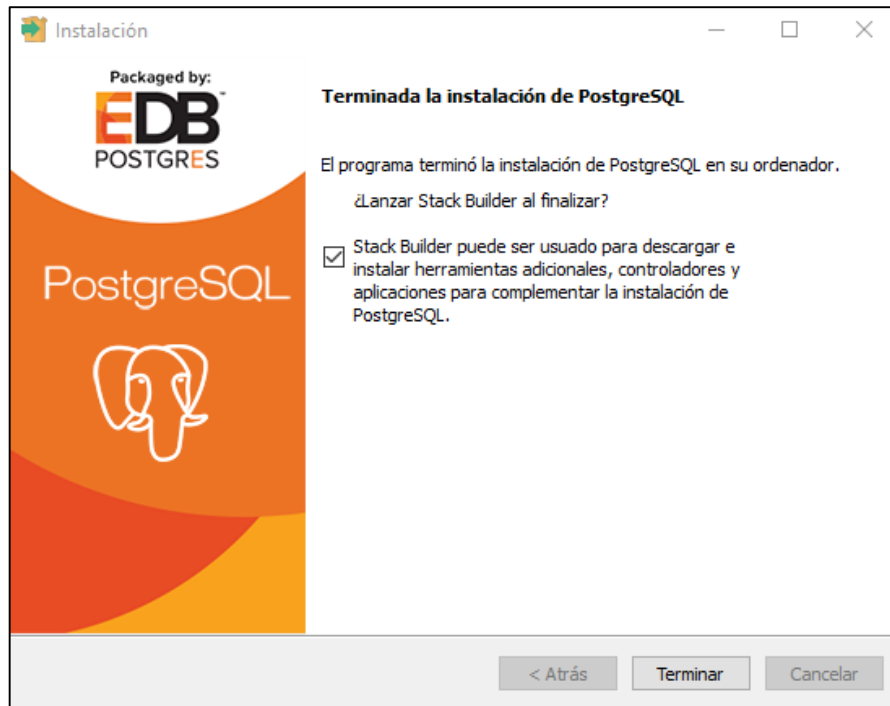 Instalación
Packaged by:
EDB
POSTGRES
PostgreSQL
Terminada la instalación de PostgreSQL
El programa terminó la instalación de PostgreSQL en su ordenador.
¿Lanzar Stack Builder al finalizar?
Stack Builder puede ser usado para descargar e
instalar herramientas adicionales, controladores y
aplicaciones para complementar la instalación de
PostgreSQL.
< Atrás
Terminar
Cancelar